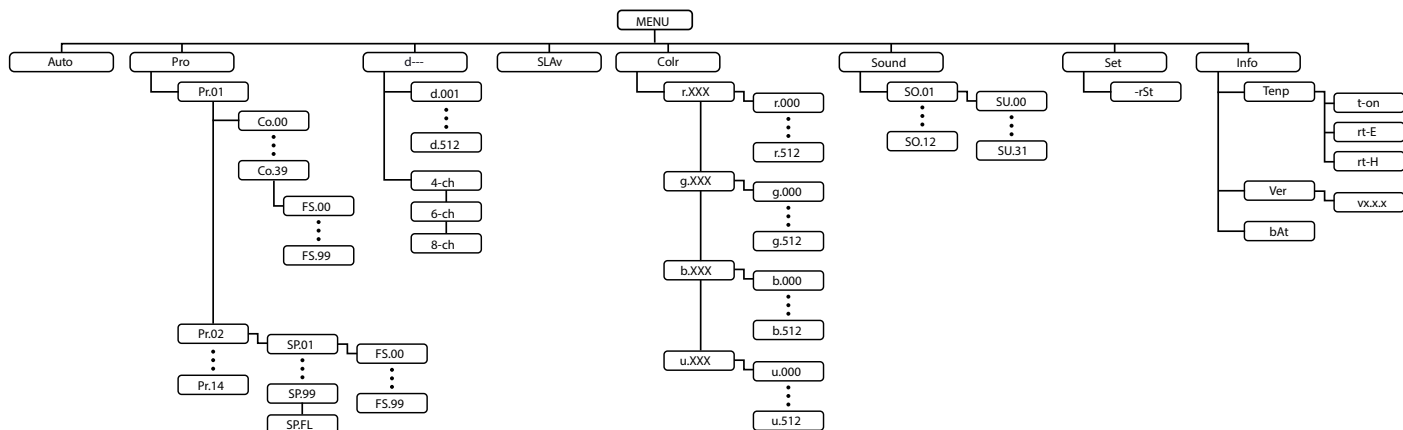 MENU
Auto
Pro
d---
SLAv
Colr
Sound
Set
Info
Pr.01
Co.00
Co.39
FS.00
FS.99
Pr.02
Pr.14
SP.01
SP.99
SP.FL
FS.00
FS.99
d.001
d.512
4-ch
6-ch
8-ch
r.XXX
r.000
r.512
g.XXX
g.000
g.512
b.XXX
b.000
b.512
u.XXX
u.000
u.512
SO.01
SO.12
SU.00
SU.31
-rSt
Tenp
t-on
rt-E
rt-H
Ver
vx.x.x
bAt